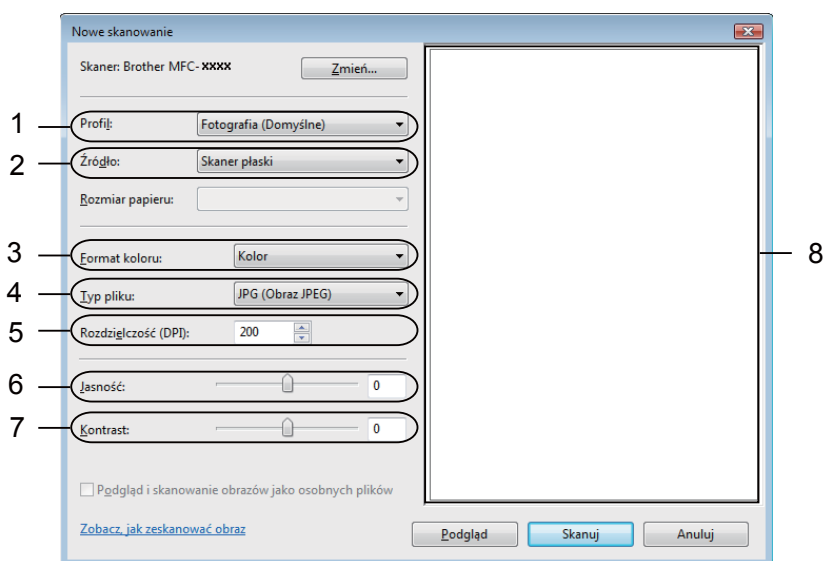 Nowe skanowanie
Skaner: Brother MFC- XXXX Zmień...
1 Profil: Fotografia (Domyślne)
2 Źródło: Skaner płaski
Rozmiar papieru:
3 Format koloru: Kolor
8
4 Typ pliku: JPG (Obraz JPEG)
5 Rozdzielczość (DPI): 200
6 Jasność: 0
7 Kontrast: 0
Podgląd i skanowanie obrazów jako osobnych plików
Zobacz, jak zeskanować obraz
Podgląd Skanuj Anuluj